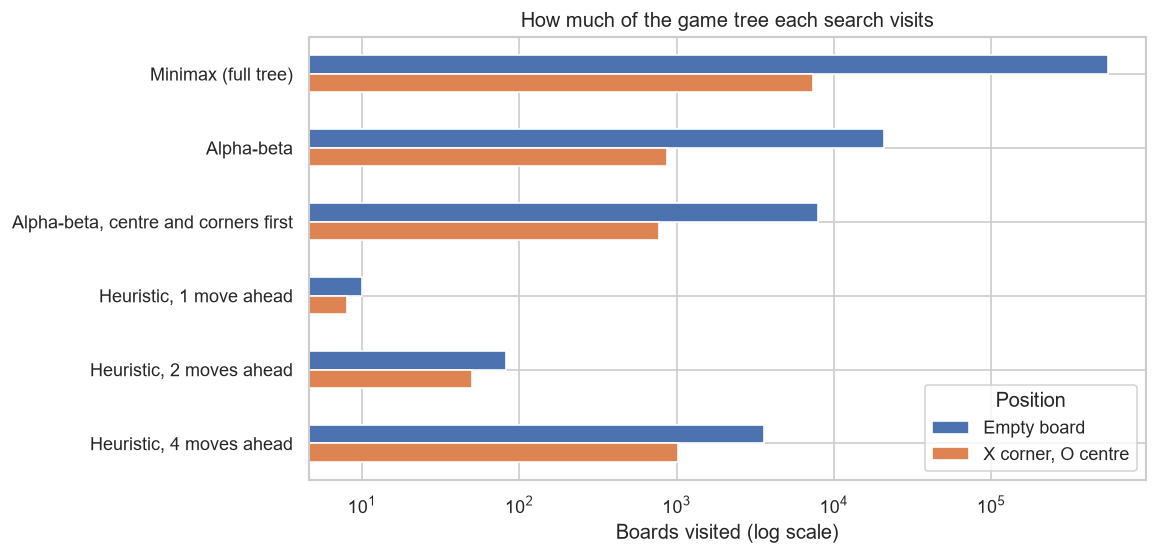 How much of the game tree each search visits
Minimax (full tree)
Alpha-beta
Alpha-beta, centre and corners first
Heuristic, 1 move ahead
Heuristic, 2 moves ahead
Heuristic, 4 moves ahead
Position
Empty board
X corner, O centre
10¹ 10² 10³ 10⁴ 10⁵
Boards visited (log scale)